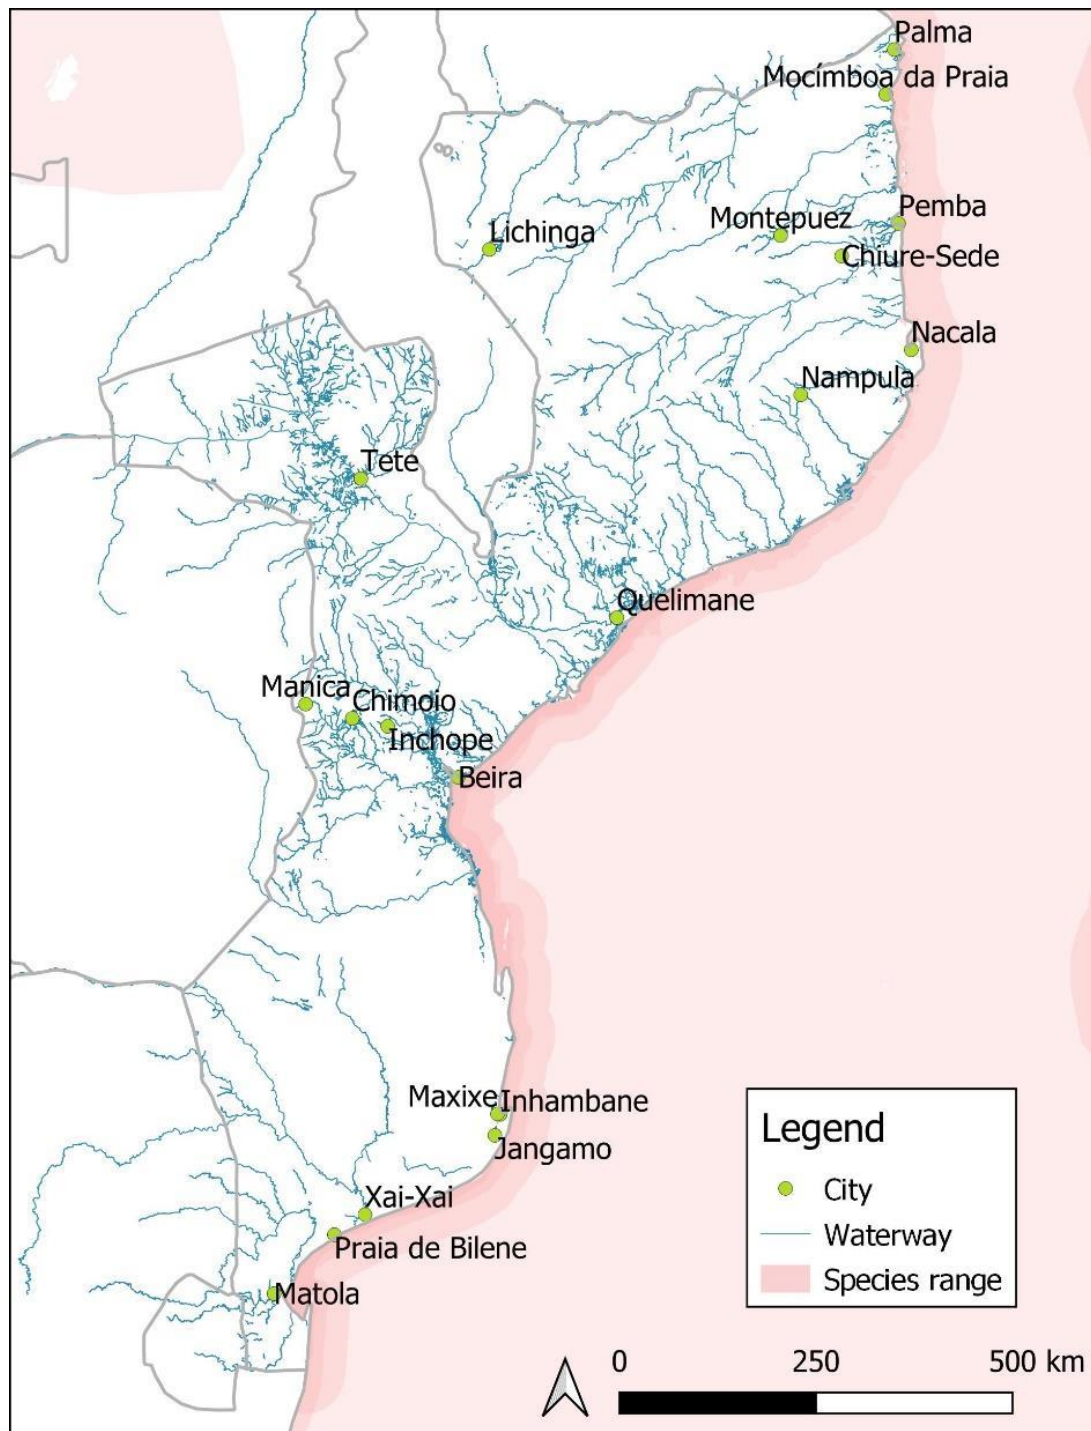 Palma
Mocímboa da Praia
Pemba
Montepuez
Lichinga
Chiure-Sede
Nacala
Nampula
Tete
Quelimane
Manica
Chimoio
Inchope
Beira
Maxixe
Inhambane
Jangamo
Xai-Xai
Praia de Bilene
Matola
Legend
City
Waterway
Species range
0 250 500 km